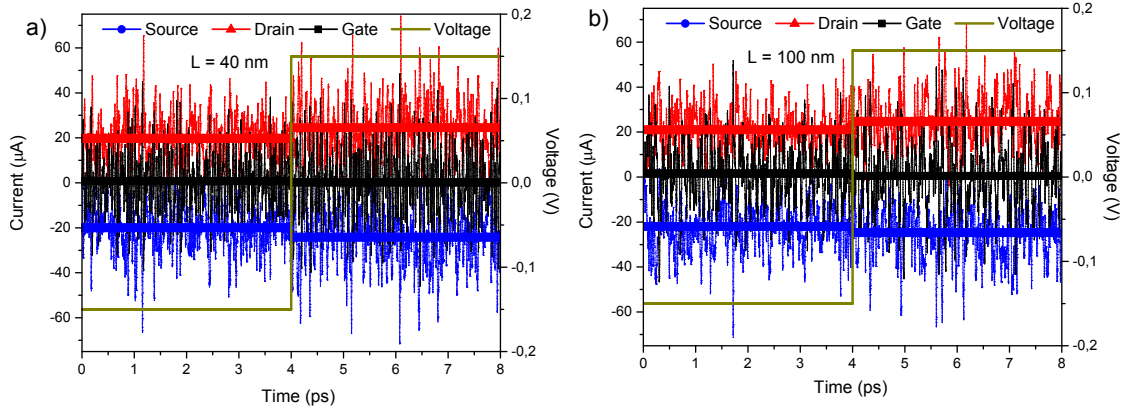 a)
Source Drain Gate Voltage
L = 40 nm
60
40
20
0
-20
-40
-60
Current (µA)
0,2
0,1
0,0
-0,1
-0,2
Voltage (V)
0 1 2 3 4 5 6 7 8
Time (ps)
b)
Source Drain Gate Voltage
L = 100 nm
60
40
20
0
-20
-40
-60
Current (µA)
0,2
0,1
0,0
-0,1
-0,2
Voltage (V)
0 1 2 3 4 5 6 7 8
Time (ps)